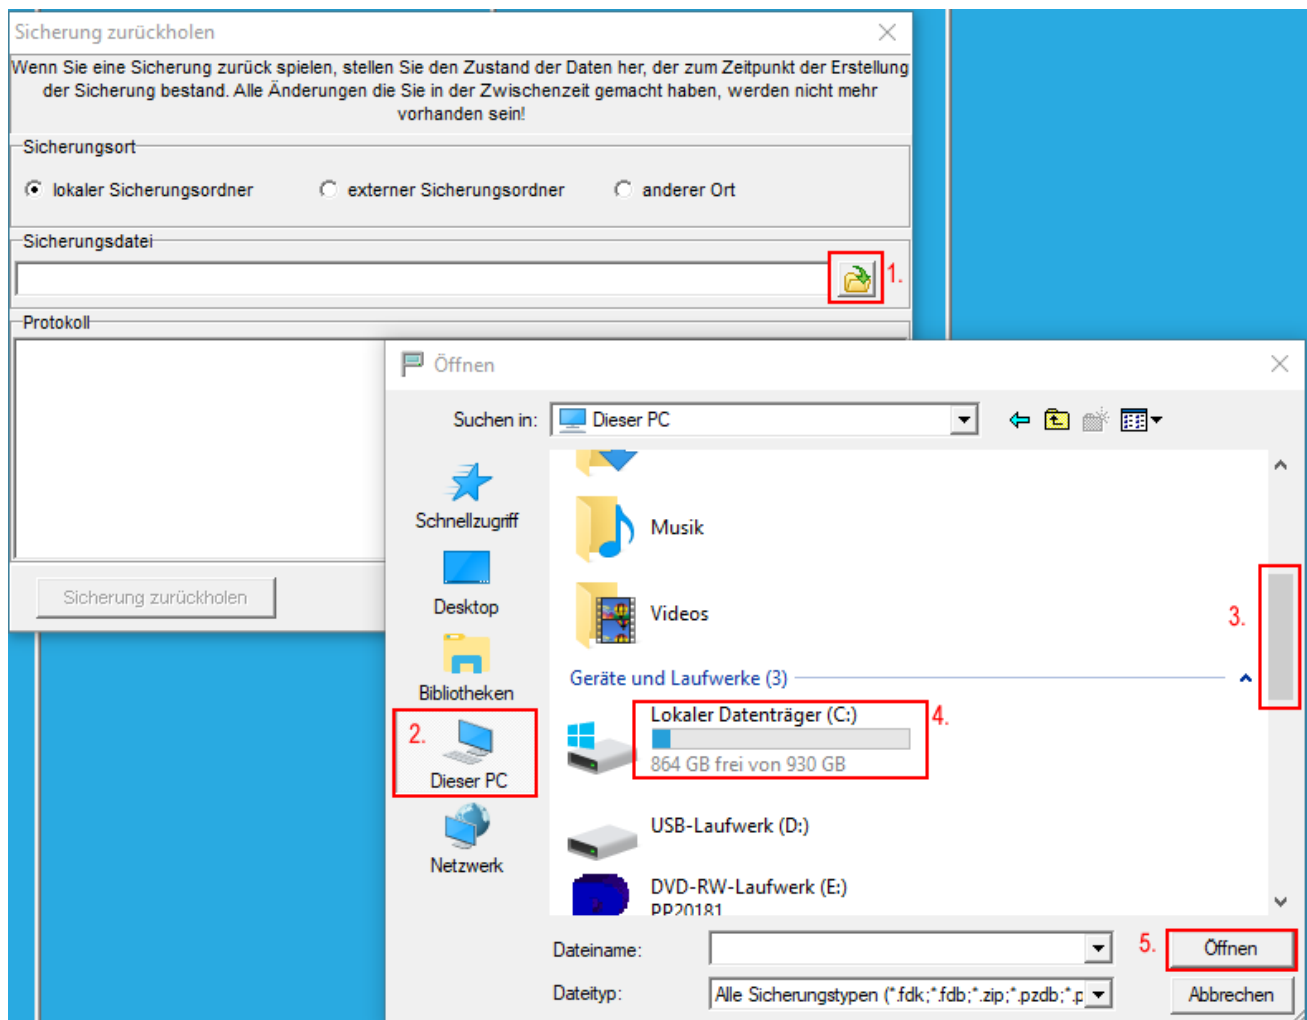 Sicherung zurückholen
Wenn Sie eine Sicherung zurück spielen, stellen Sie den Zustand der Daten her, der zum Zeitpunkt der Erstellung
der Sicherung bestand. Alle Änderungen die Sie in der Zwischenzeit gemacht haben, werden nicht mehr
vorhanden sein!
Sicherungsort
lokaler Sicherungsordner externer Sicherungsordner anderer Ort
Sicherungsdatei
1.
Protokoll
Sicherung zurückholen
Öffnen
Suchen in: Dieser PC
Schnellzugriff
Desktop
Bibliotheken
2.
Dieser PC
Netzwerk
Musik
Videos
3.
Geräte und Laufwerke (3)
Lokaler Datenträger (C:)
4.
864 GB frei von 930 GB
USB-Laufwerk (D:)
DVD-RW-Laufwerk (E:)
PP20181
Dateiname:
5. Öffnen
Dateityp: Alle Sicherungstypen (*.fdk;*.fdb;*.zip;*.pzdb;*.p
Abbrechen